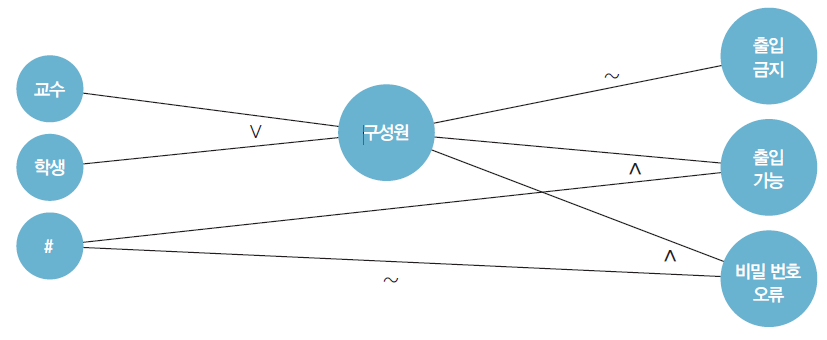 교수
학생
#
∨
구성원
~
∧
∧
~
출입
금지
출입
가능
비밀 번호
오류